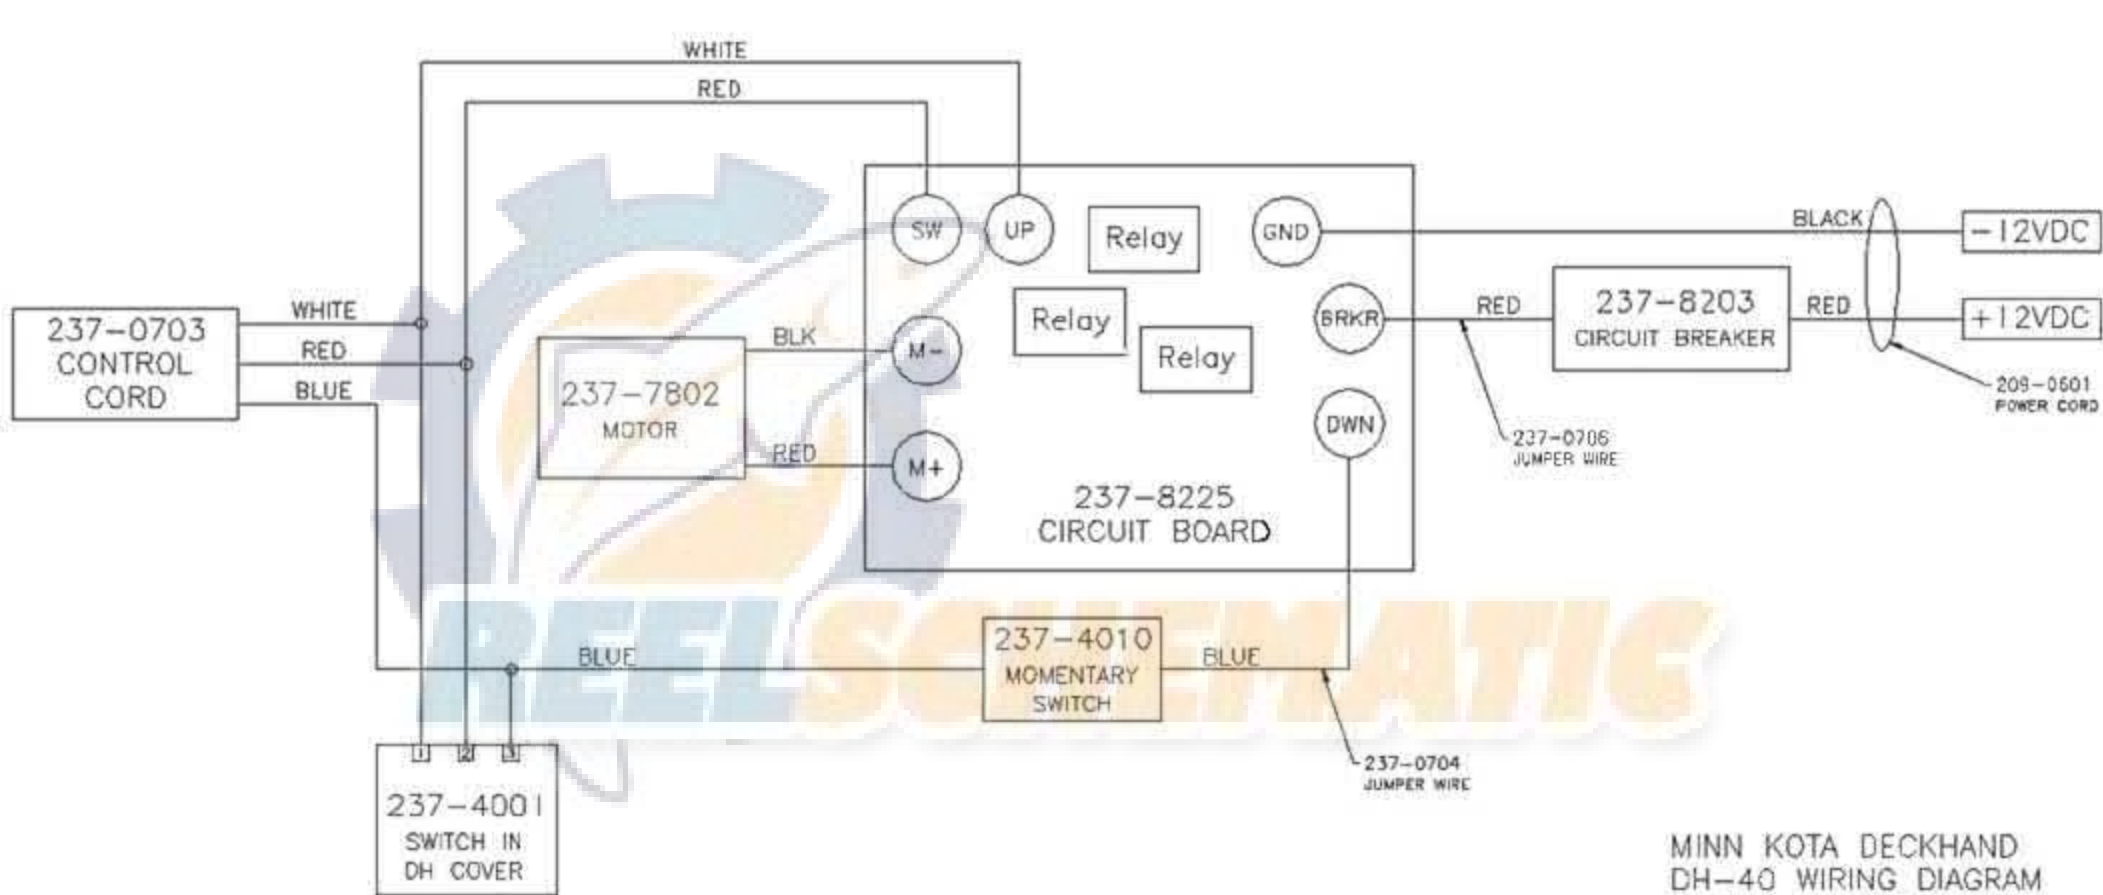 WHITE
RED
SW
UP
Relay
GND
BLACK
-12VDC
237-0703
CONTROL
CORD
WHITE
RED
BLUE
237-7802
MOTOR
BLK
RED
M-
M+
Relay
Relay
BRKR
RED
237-8203
CIRCUIT BREAKER
RED
+12VDC
209-0601
POWER CORD
DWN
237-0706
JUMPER WIRE
237-8225
CIRCUIT BOARD
REELSCHEMATIC
BLUE
237-4010
MOMENTARY
SWITCH
BLUE
237-0704
JUMPER WIRE
1 2 3
237-4001
SWITCH IN
DH COVER
MINN KOTA DECKHAND
DH-40 WIRING DIAGRAM